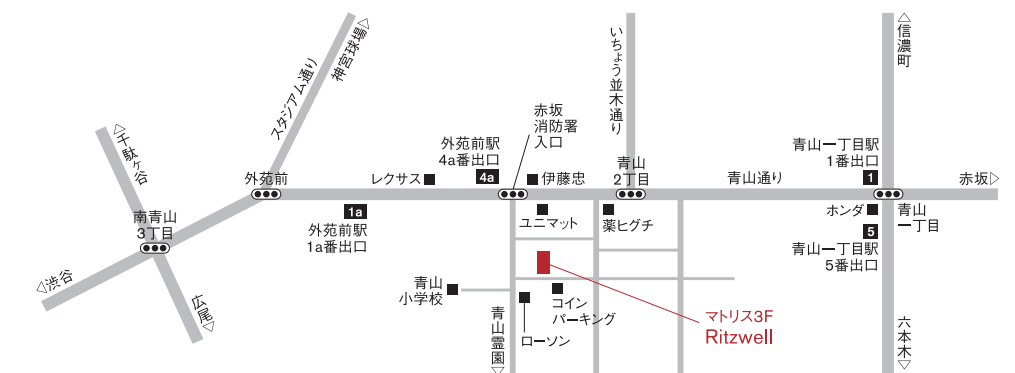 △千駄ヶ谷
南青山
3丁目
◁渋谷
広尾▽
外苑前
スタジアム通り
神宮球場▷
1a
外苑前駅
1a番出口
レクサス
外苑前駅
4a番出口
4a
赤坂
消防署
入口
伊藤忠
ユニマット
いちょう並木通り
青山
2丁目
薬ヒグチ
青山通り
△信濃町
青山一丁目駅
1番出口
1
赤坂▷
ホンダ
青山
一丁目
5
青山一丁目駅
5番出口
六本木▽
青山
小学校
青山霊園▽
ローソン
コイン
パーキング
マトリス3F
Ritzwell